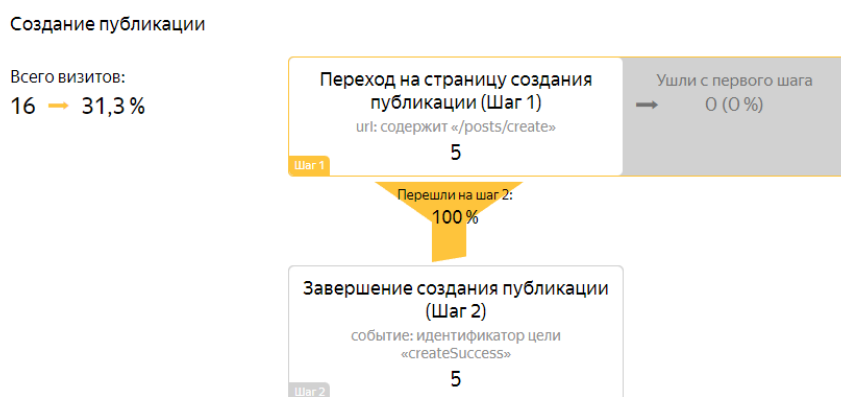 Создание публикации
Всего визитов:
16 → 31,3 %
Переход на страницу создания
публикации (Шаг 1)
url: содержит «/posts/create»
5
Шаг 1
Ушли с первого шага
→ 0 (0 %)
Перешли на шаг 2:
100 %
Завершение создания публикации
(Шаг 2)
событие: идентификатор цели
«createSuccess»
5
Шаг 2